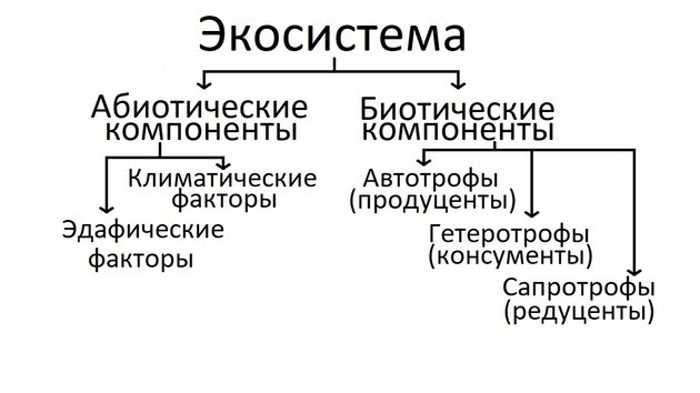 Экосистема
Абиотические
компоненты
Биотические
компоненты
Климатические
факторы
Эдафические
факторы
Автотрофы
(продуценты)
Гетеротрофы
(консументы)
Сапротрофы
(редуценты)